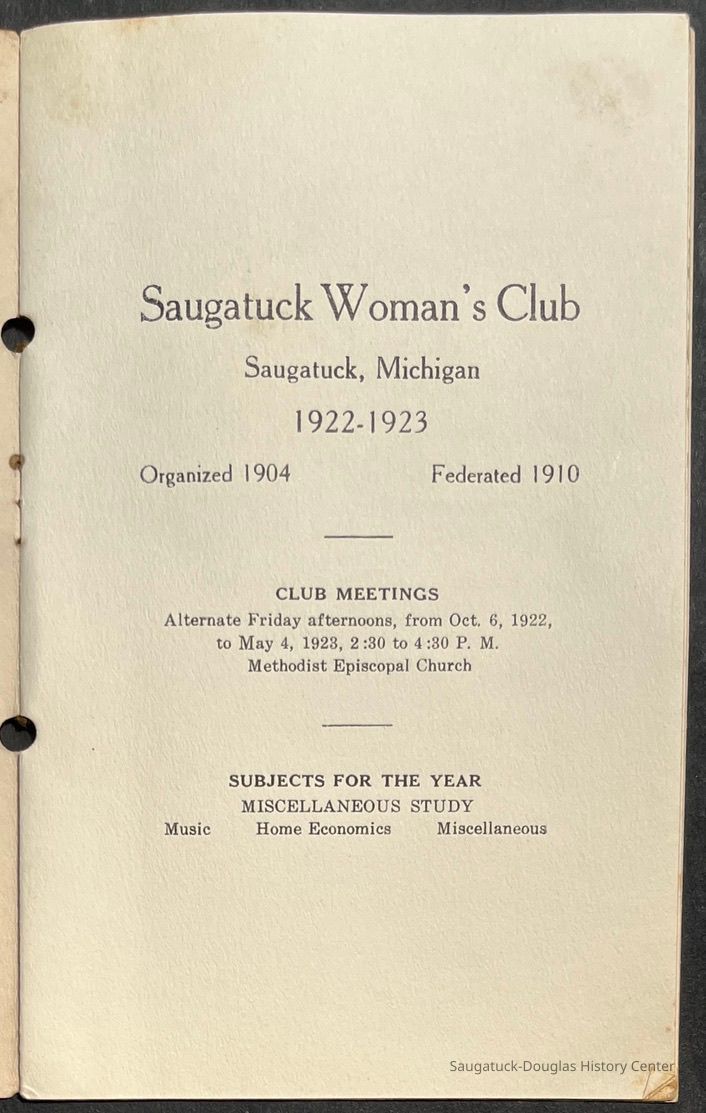 Saugatuck Woman's Club
Saugatuck, Michigan
1922-1923
Organized 1904 Federated 1910
CLUB MEETINGS
Alternate Friday afternoons, from Oct. 6, 1922,
to May 4, 1923, 2:30 to 4:30 P. M.
Methodist Episcopal Church
SUBJECTS FOR THE YEAR
MISCELLANEOUS STUDY
Music Home Economics Miscellaneous
Saugatuck-Douglas History Center